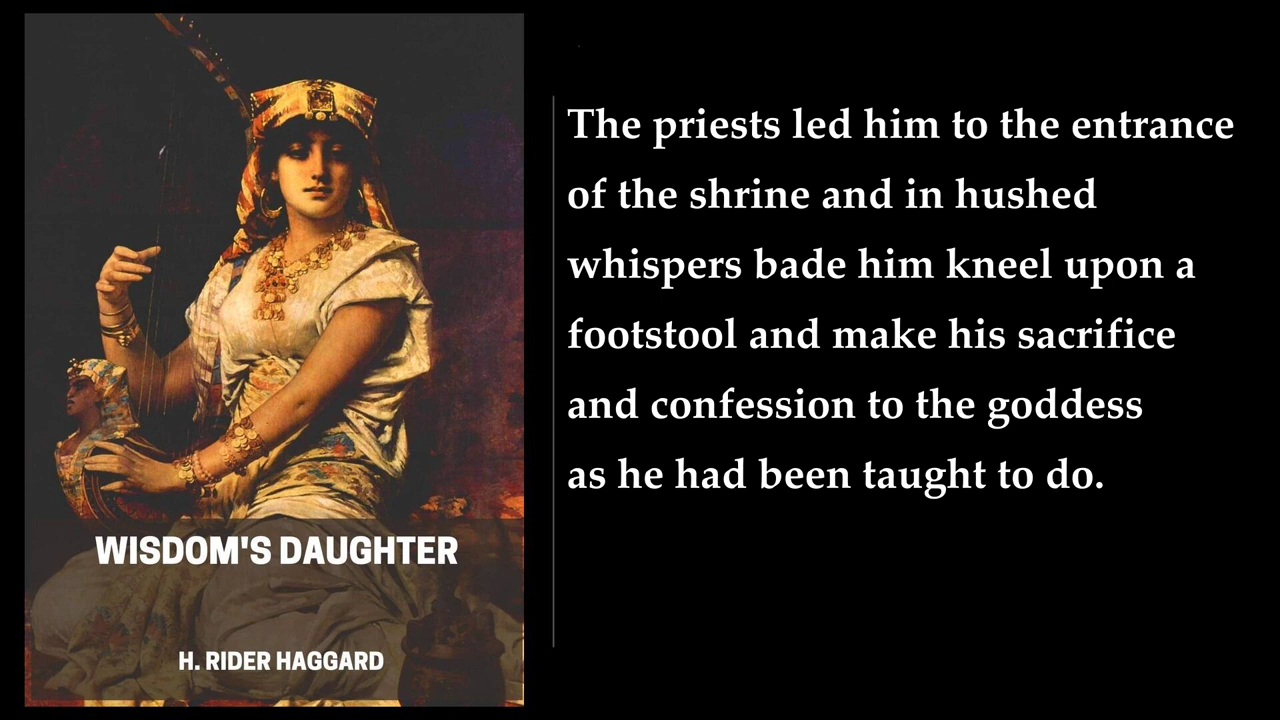 WISDOM'S DAUGHTER
H. RIDER HAGGARD
The priests led him to the entrance
of the shrine and in hushed
whispers bade him kneel upon a
footstool and make his sacrifice
and confession to the goddess
as he had been taught to do.